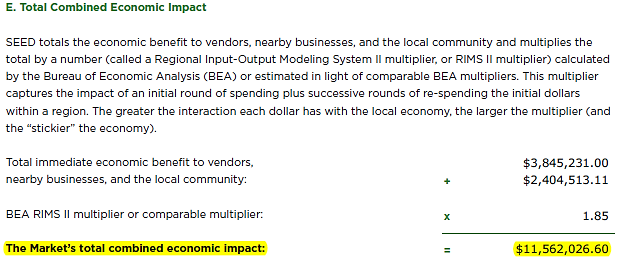 E. Total Combined Economic Impact
SEED totals the economic benefit to vendors, nearby businesses, and the local community and multiplies the
total by a number (called a Regional Input-Output Modeling System II multiplier, or RIMS II multiplier) calculated
by the Bureau of Economic Analysis (BEA) or estimated in light of comparable BEA multipliers. This multiplier
captures the impact of an initial round of spending plus successive rounds of re-spending the initial dollars
within a region. The greater the interaction each dollar has with the local economy, the larger the multiplier (and
the “stickier” the economy).
Total immediate economic benefit to vendors, $3,845,231.00
nearby businesses, and the local community: + $2,404,513.11
BEA RIMS II multiplier or comparable multiplier: x 1.85
The Market’s total combined economic impact: = $11,562,026.60